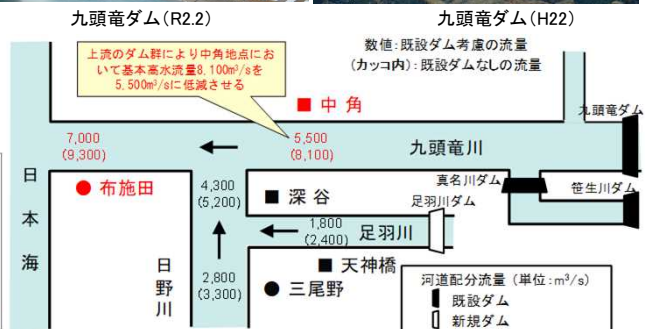 九頭竜ダム(R2.2)
九頭竜ダム(H22)
上流のダム群により中角地点にお
いて基本高水流量8,100m³/sを
5,500m³/sに低減させる
数値:既設ダム考慮の流量
(カッコ内):既設ダムなしの流量
■ 中 角
九頭竜ダム
7,000
(9,300)
5,500
(8,100)
九頭竜川
日本海
● 布施田
4,300
(5,200)
■ 深 谷
真名川ダム
笹生川ダム
足羽川ダム
1,800
(2,400)
足羽川
日野川
2,800
(3,300)
■ 天神橋
● 三尾野
河道配分流量 (単位:m³/s)
既設ダム
新規ダム